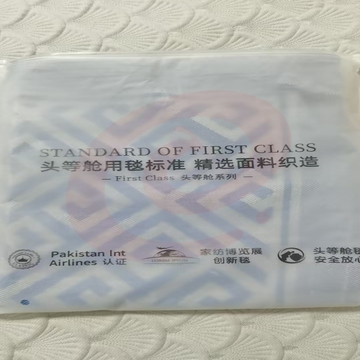 STANDARD OF FIRST CLASS
头等舱用毯标准 精选面料织造
— First Class 头等舱系列 —
Pakistan Int
Airlines 认证
家纺博览展
创新毯
头等舱毯
安全放心